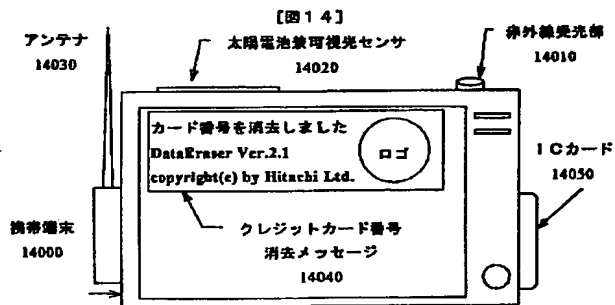 [図14]
アンテナ
14030
太陽電池兼可視光センサ
14020
赤外線受光部
14010
カード番号を消去しました
DataEraser Ver.2.1
copyright(c) by Hitachi Ltd.
ロゴ
ICカード
14050
携帯端末
14000
クレジットカード番号
消去メッセージ
14040